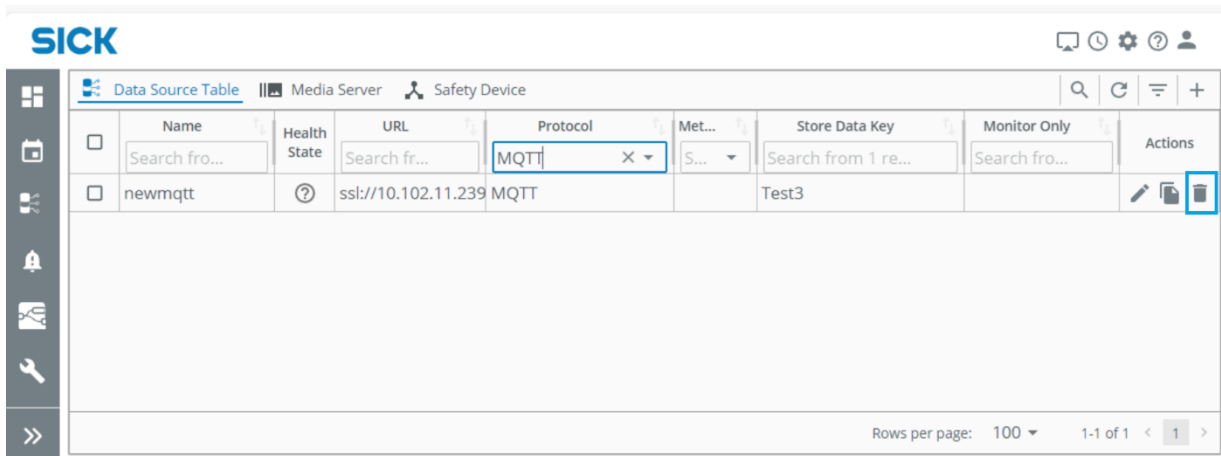 SICK
Data Source Table Media Server Safety Device
Name Health State URL Protocol Met... Store Data Key Monitor Only Actions
Search fro... Search fr... MQTT S... Search from 1 re... Search fro...
newmqtt ssl://10.102.11.239 MQTT Test3
Rows per page: 100 1-1 of 1 < 1 >